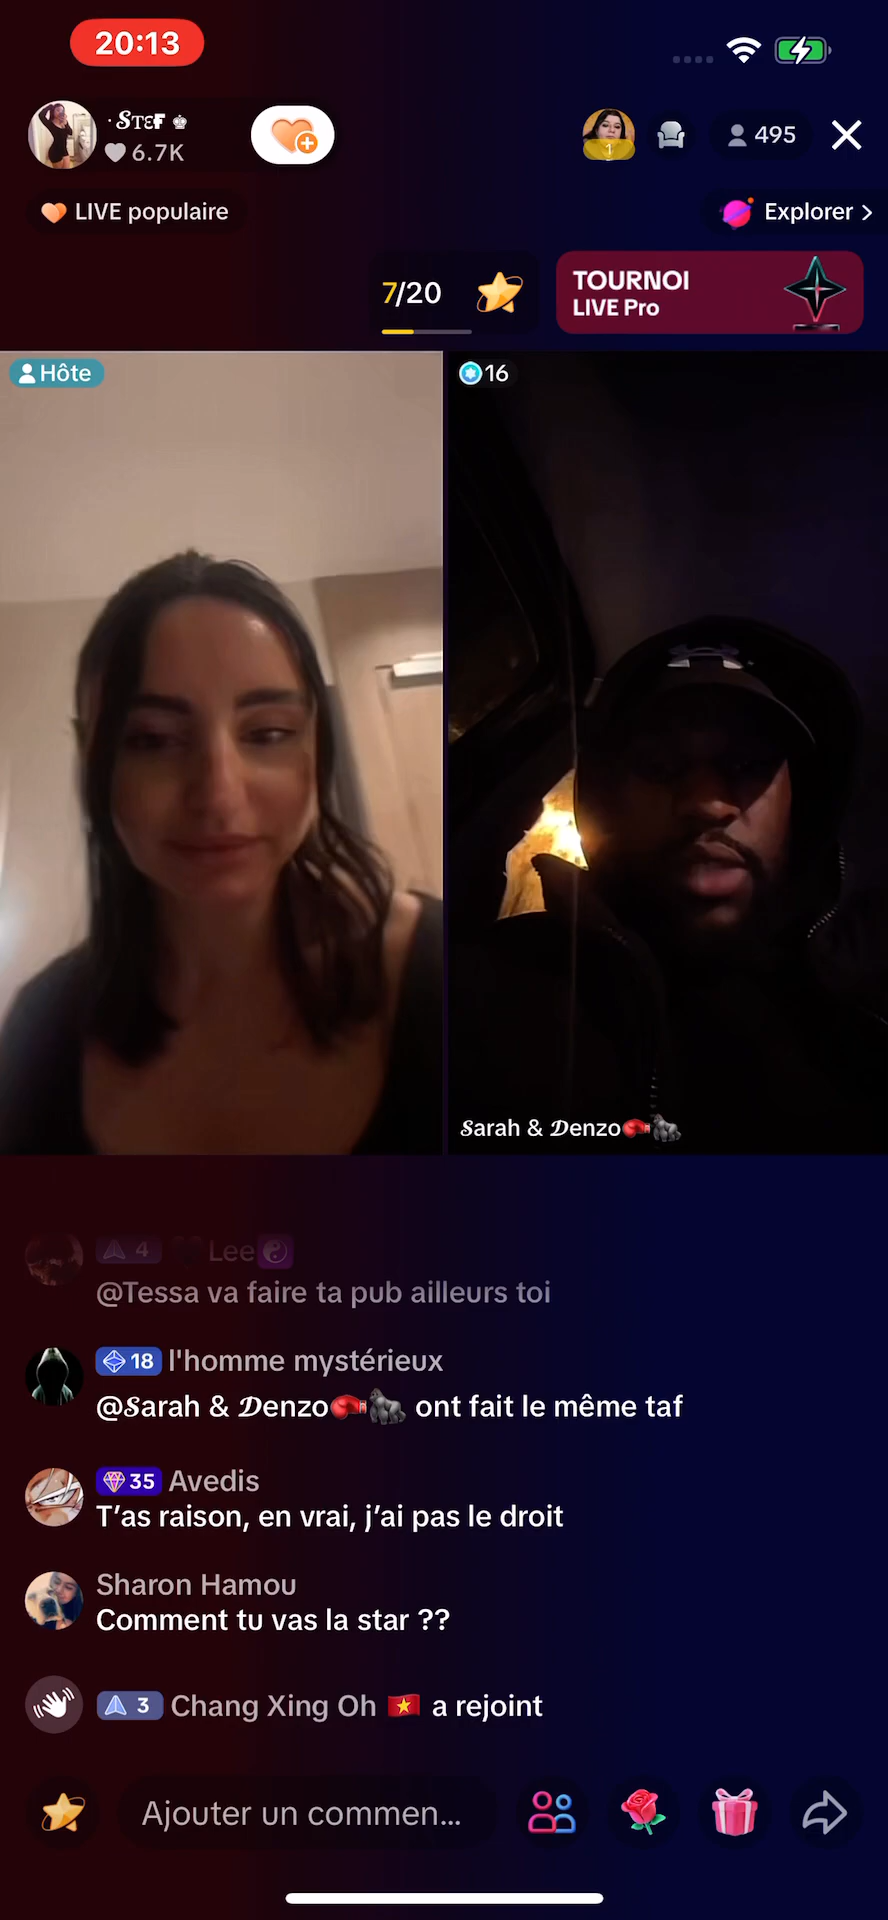 20:13
· 𝓢ᴛɛ𝐅 ♚
6.7K
1
495
LIVE populaire
Explorer >
7/20
TOURNOI
LIVE Pro
Hôte
16
𝓢arah & 𝓓enzo🥊🦍
4 🖤Lee☯️
@Tessa va faire ta pub ailleurs toi
18 l'homme mystérieux
@𝓢arah & 𝓓enzo🥊🦍 ont fait le même taf
35 Avedis
T’as raison, en vrai, j’ai pas le droit
Sharon Hamou
Comment tu vas la star ??
3 Chang Xing Oh 🇻🇳 a rejoint
Ajouter un commen...